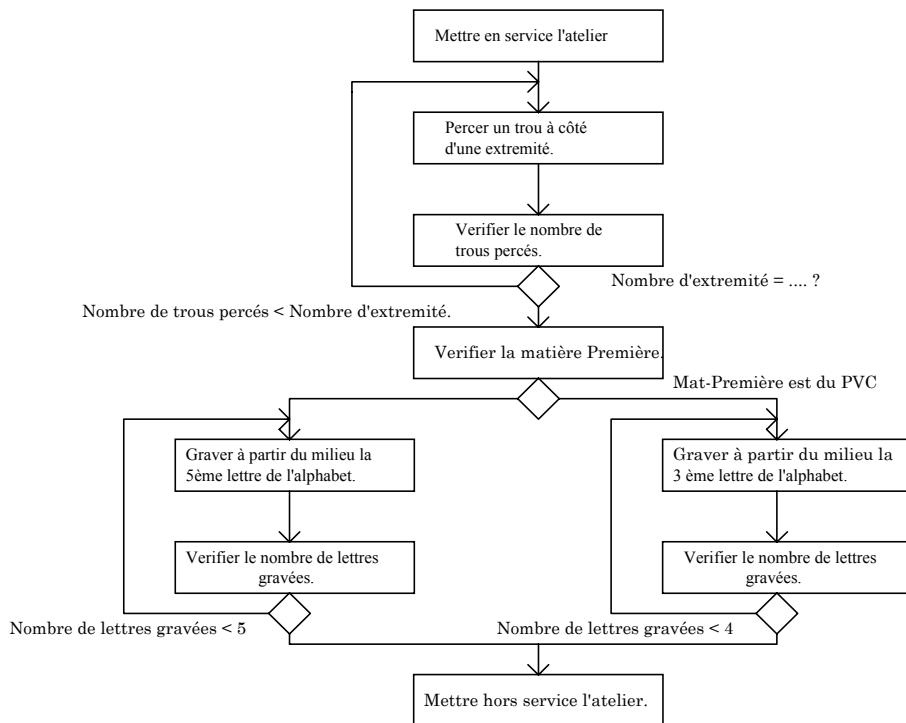 Mettre en service l'atelier
Percer un trou à côté
d'une extremité.
Verifier le nombre de
trous percés.
Nombre d'extremité = .... ?
Nombre de trous percés < Nombre d'extremité.
Verifier la matière Première.
Mat-Première est du PVC
Graver à partir du milieu la
5ème lettre de l'alphabet.
Graver à partir du milieu la
3 ème lettre de l'alphabet.
Verifier le nombre de lettres
gravées.
Verifier le nombre de lettres
gravées.
Nombre de lettres gravées < 5
Nombre de lettres gravées < 4
Mettre hors service l'atelier.